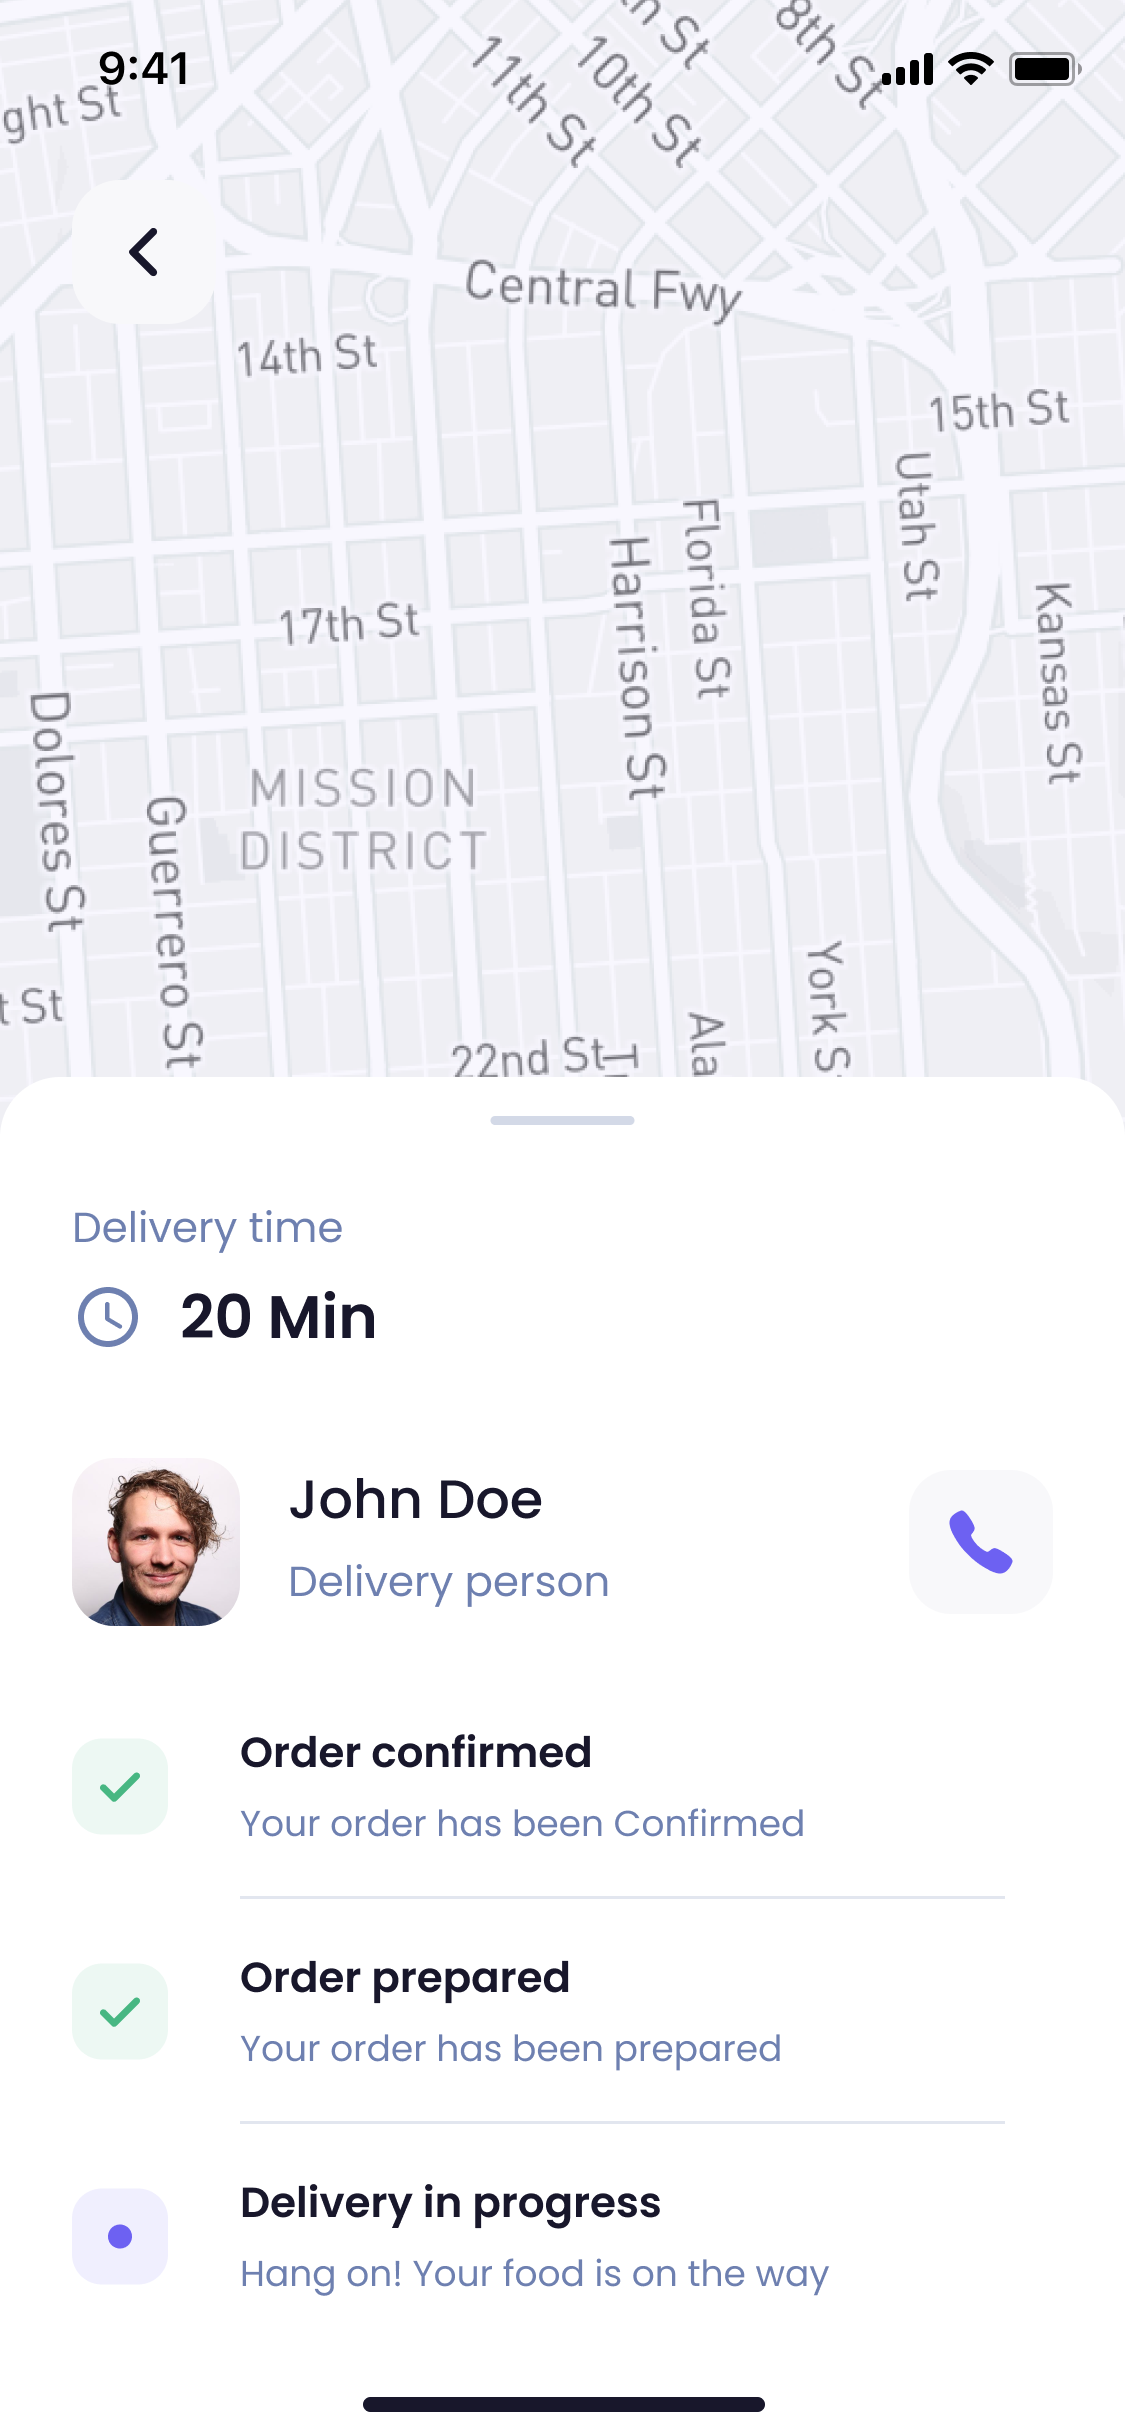 9:41
ght St
11th St
10th St
h St
8th St
Central Fwy
14th St
15th St
Utah St
Florida St
Harrison St
Kansas St
17th St
Dolores St
Guerrero St
MISSION
DISTRICT
York S
t St
22nd St
Ala
Delivery time
20 Min
John Doe
Delivery person
Order confirmed
Your order has been Confirmed
Order prepared
Your order has been prepared
Delivery in progress
Hang on! Your food is on the way